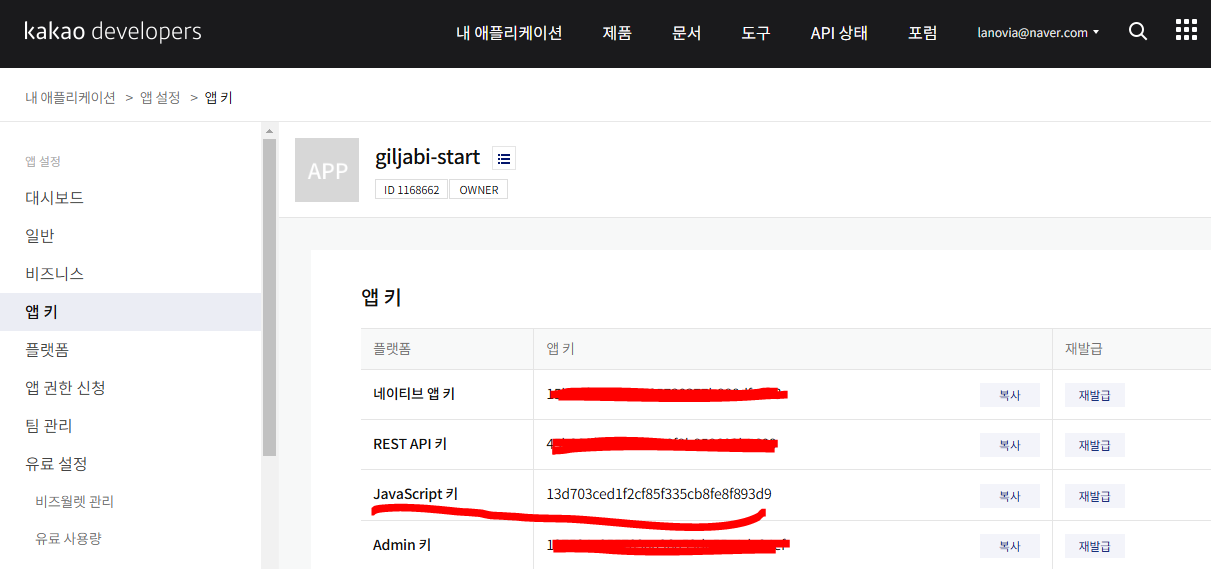 kakao developers 내 애플리케이션 제품 문서 도구 API 상태 포럼 lanovia@naver.com
내 애플리케이션 > 앱 설정 > 앱 키
앱 설정
대시보드
일반
비즈니스
앱 키
플랫폼
앱 권한 신청
팀 관리
유료 설정
비즈월렛 관리
유료 사용량
APP
giljabi-start
ID 1168662 OWNER
앱 키
플랫폼 앱 키 재발급
네이티브 앱 키 복사 재발급
REST API 키 복사 재발급
JavaScript 키 13d703ced1f2cf85f335cb8fe8f893d9 복사 재발급
Admin 키 복사 재발급